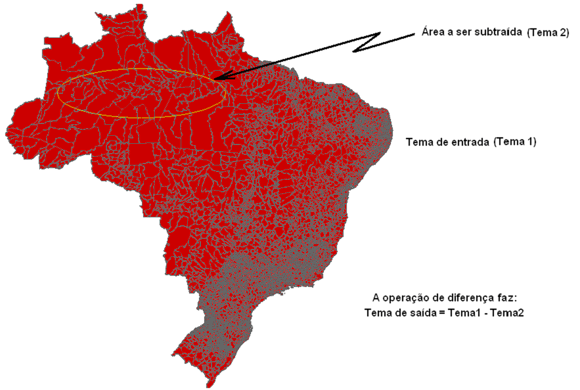 Área a ser subtraída (Tema 2)
Tema de entrada (Tema 1)
A operação de diferença faz:
Tema de saída = Tema1 - Tema2